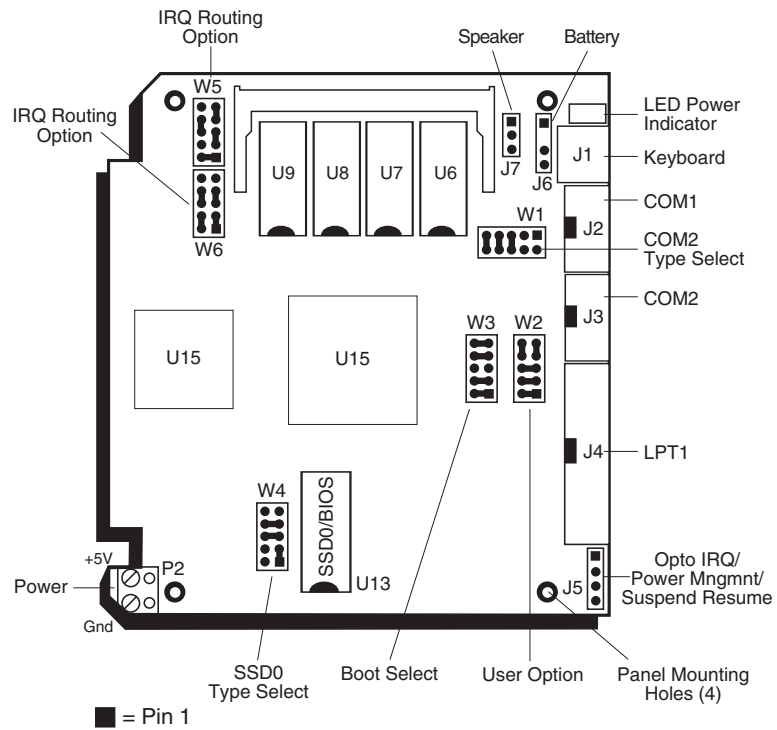 IRQ Routing
Option
Speaker
Battery
W5
LED Power
Indicator
IRQ Routing
Option
J1
Keyboard
U9
U8
U7
U6
J7
J6
COM1
W1
J2
W6
COM2
Type Select
COM2
J3
W3
W2
U15
U15
J4
LPT1
W4
SSD0/BIOS
+5V
P2
Opto IRQ/
Power Mngmnt/
Suspend Resume
Power
U13
J5
Gnd
SSD0
Type Select
Boot Select
User Option
Panel Mounting
Holes (4)
= Pin 1